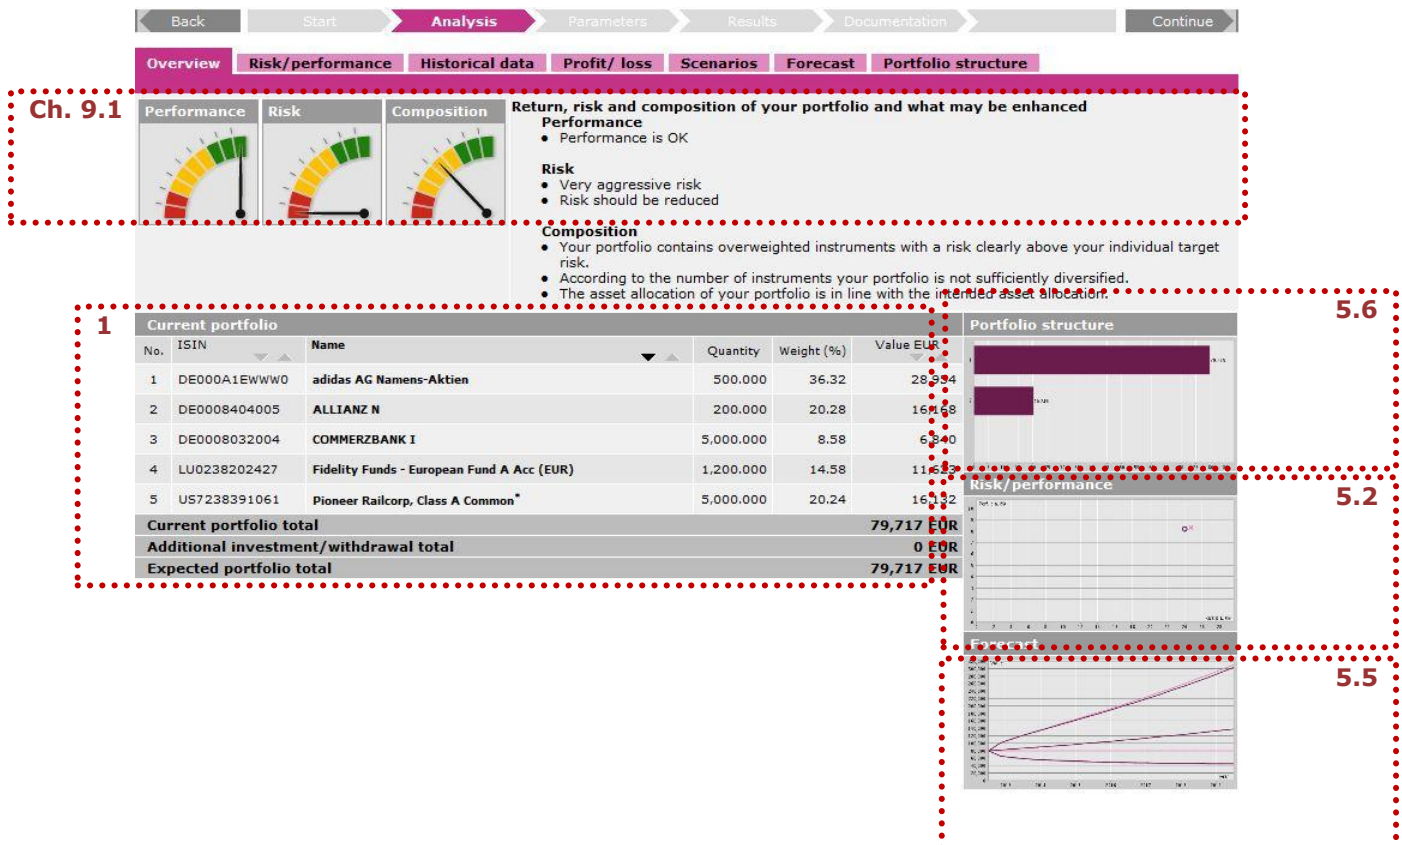 Back Start Analysis Parameters Results Documentation Continue
Overview Risk/performance Historical data Profit/ loss Scenarios Forecast Portfolio structure
Ch. 9.1
Performance Risk Composition
Return, risk and composition of your portfolio and what may be enhanced
Performance
● Performance is OK
Risk
● Very aggressive risk
● Risk should be reduced
Composition
● Your portfolio contains overweighted instruments with a risk clearly above your individual target
risk.
● According to the number of instruments your portfolio is not sufficiently diversified.
● The asset allocation of your portfolio is in line with the intended asset allocation.
1
Current portfolio
No. ISIN Name Quantity Weight (%) Value EUR
1 DE000A1EWWW0 adidas AG Namens-Aktien 500.000 36.32 28,954
2 DE0008404005 ALLIANZ N 200.000 20.28 16,168
3 DE0008032004 COMMERZBANK I 5,000.000 8.58 6,840
4 LU0238202427 Fidelity Funds - European Fund A Acc (EUR) 1,200.000 14.58 11,623
5 US7238391061 Pioneer Railcorp, Class A Common* 5,000.000 20.24 16,132
Current portfolio total 79,717 EUR
Additional investment/withdrawal total 0 EUR
Expected portfolio total 79,717 EUR
5.6
Portfolio structure
5.2
Risk/performance
Forecast
5.5